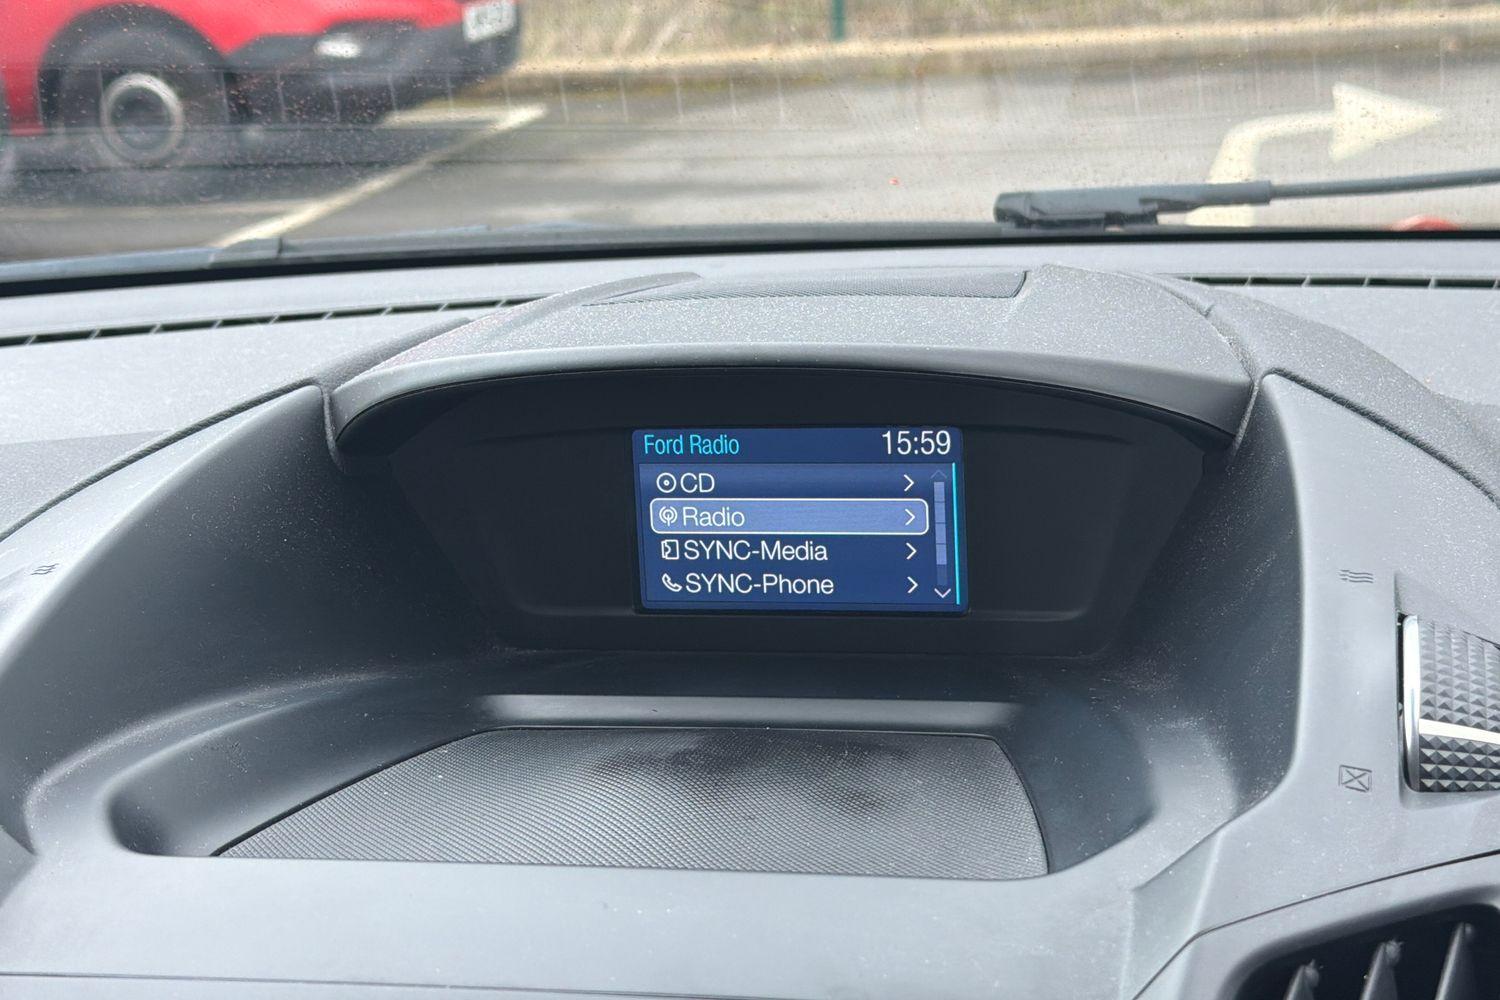 Ford Radio 15:59
CD
Radio
SYNC-Media
SYNC-Phone